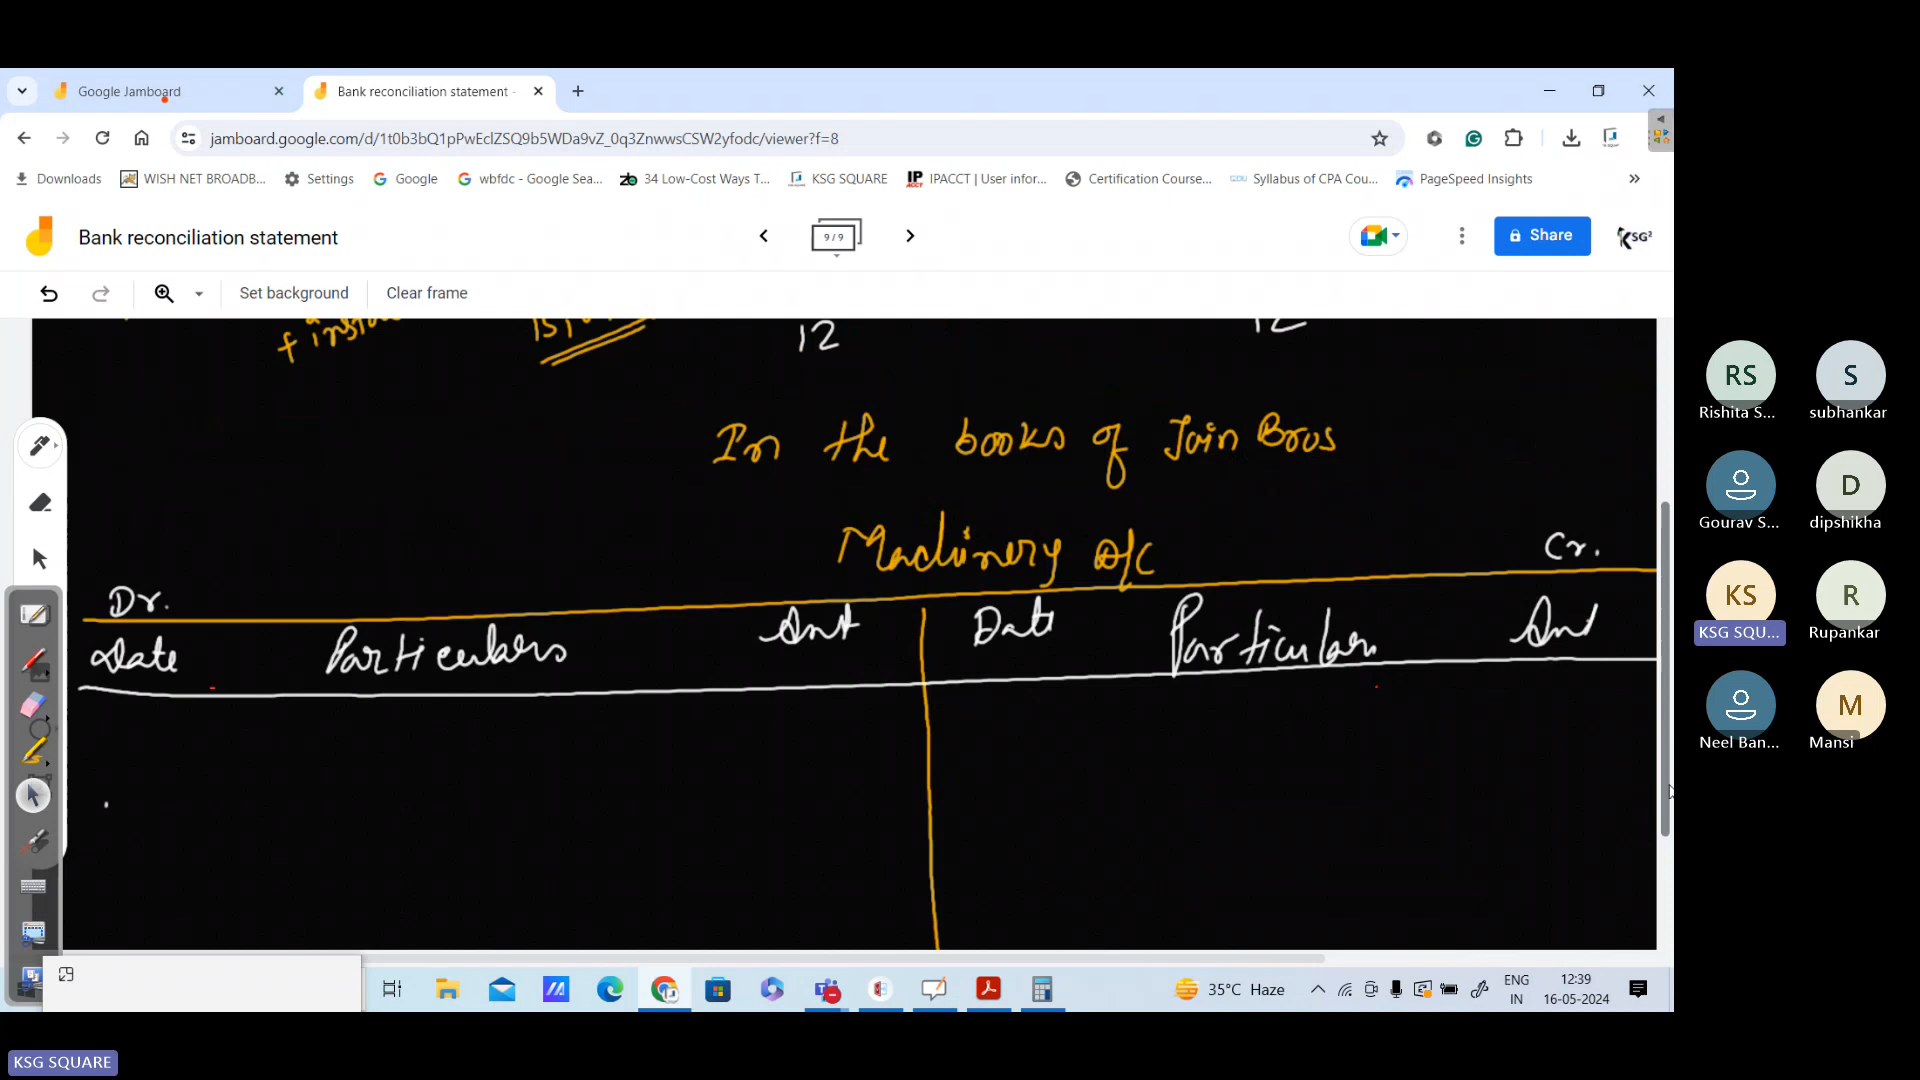 Google Jamboard
Bank reconciliation statement -
jamboard.google.com/d/1t0b3bQ1pPwEclZSQ9b5WDa9vZ_0q3ZnwwsCSW2yfodc/viewer?f=8
Downloads WISH NET BROADB... Settings Google wbfdc - Google Sea... 34 Low-Cost Ways T... KSG SQUARE IPACCT | User infor... Certification Course... Syllabus of CPA Cou... PageSpeed Insights
Bank reconciliation statement
9 / 9
Share
KSG²
Set background Clear frame
12
12
In the books of Jain Bros
Machinery A/C
Dr.
Cr.
Date Particulars Amt Date Particulars Amt
RS
Rishita S...
S
subhankar
Gourav S...
D
dipshikha
KS
KSG SQU...
R
Rupankar
Neel Ban...
M
Mansi
35°C Haze
ENG
IN
12:39
16-05-2024
KSG SQUARE